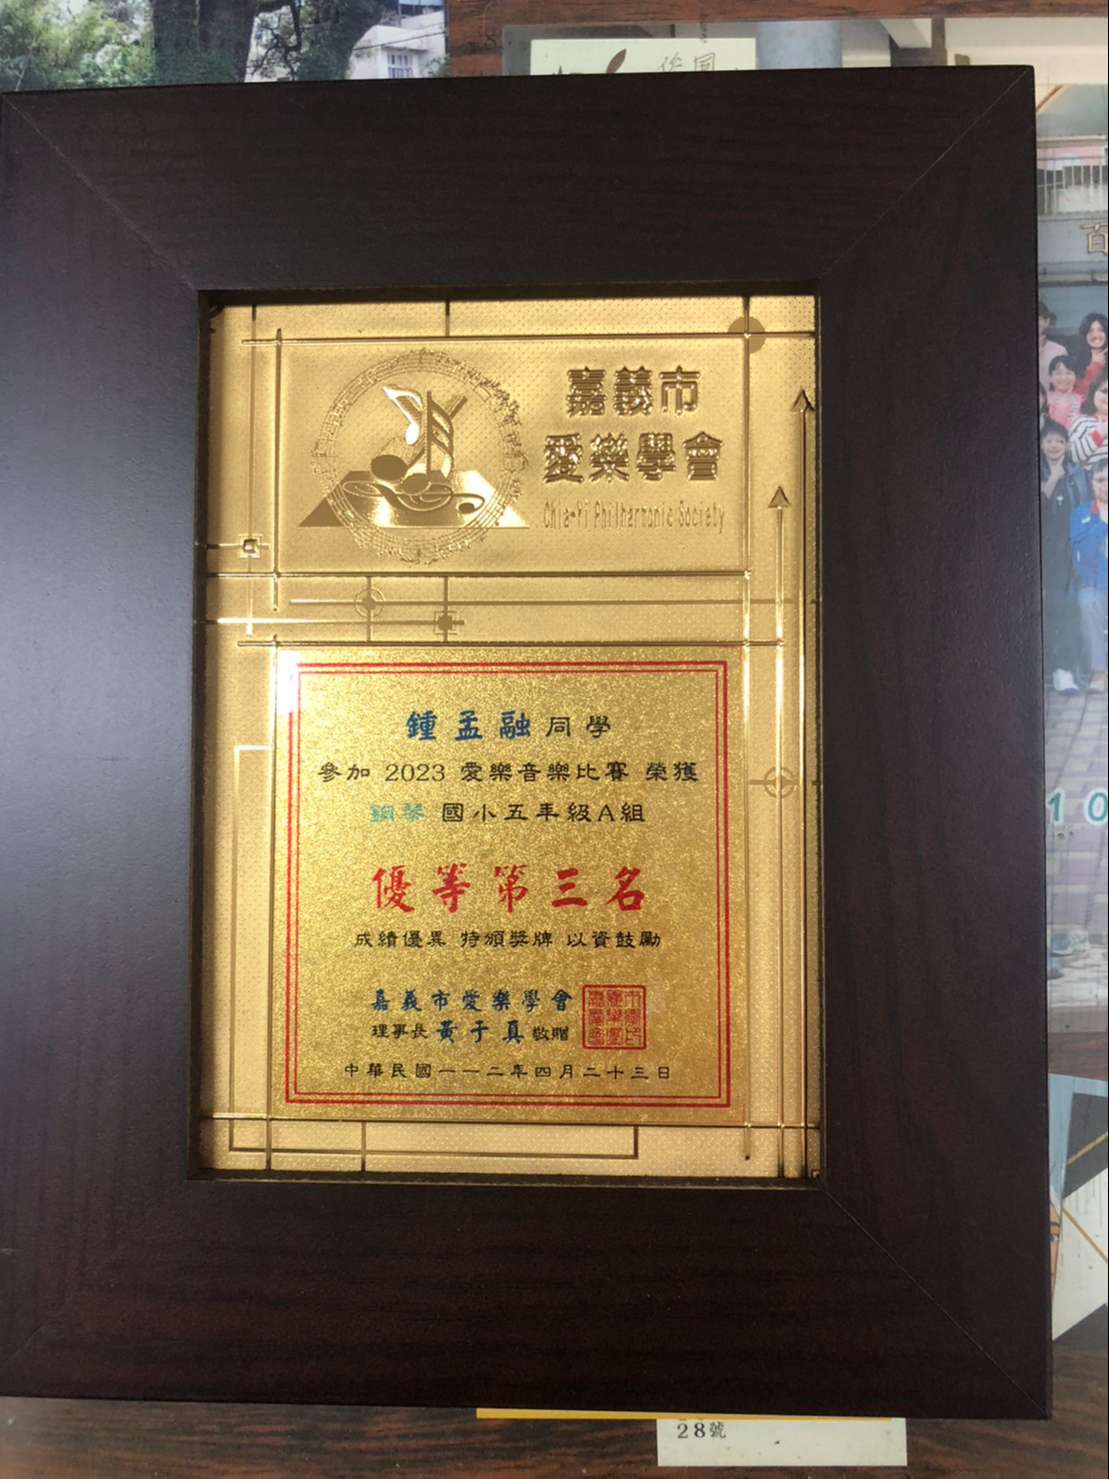 嘉義市
愛樂學會
Chia-Yi Philharmonic Society
鍾孟融同學
參加 2023 愛樂音樂比賽 榮獲
鋼琴 國小五年級A組
優等第三名
成績優異 特頒獎牌 以資鼓勵
嘉義市愛樂學會
理事長 黃于真 敬贈
中華民國一一二年四月二十三日
百
10
28號